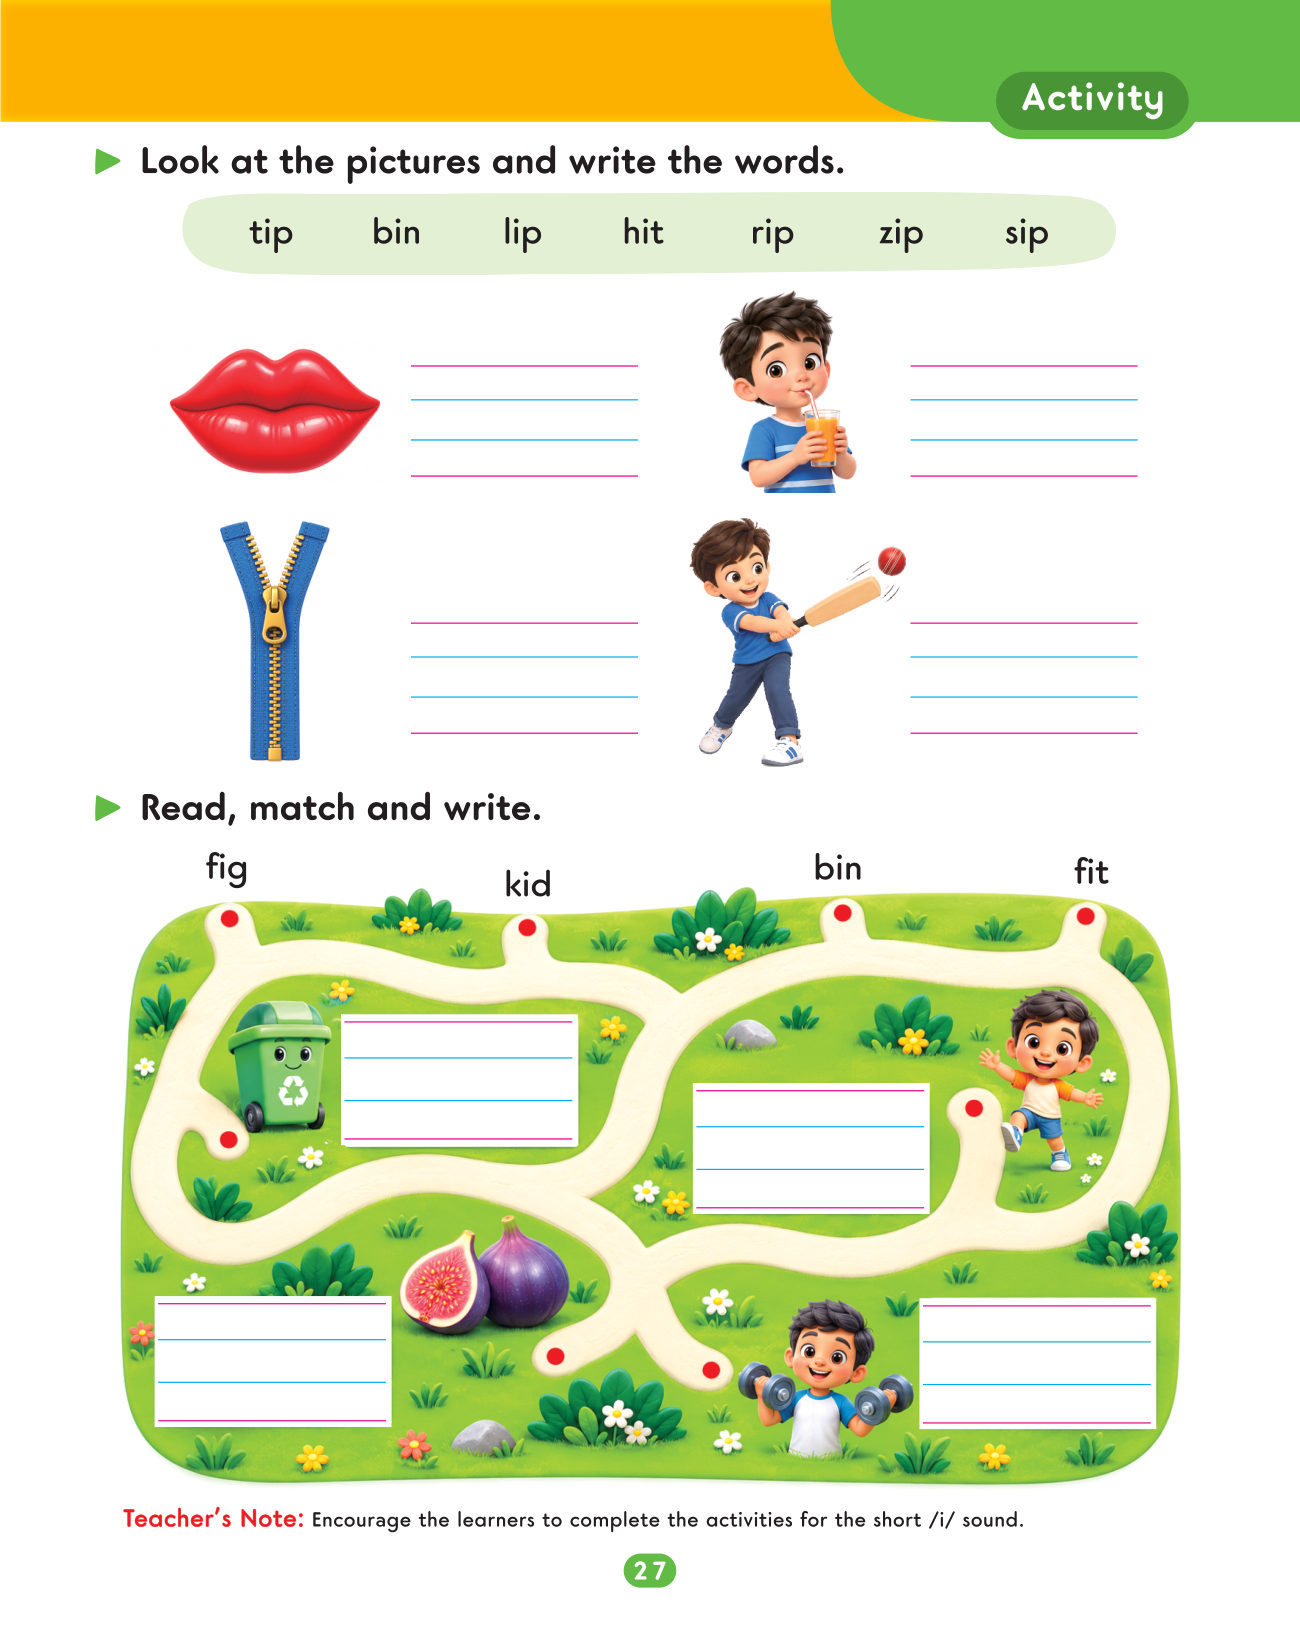 Activity
Look at the pictures and write the words.
tip bin lip hit rip zip sip
Read, match and write.
fig kid bin fit
Teacher's Note: Encourage the learners to complete the activities for the short /i/ sound.
27